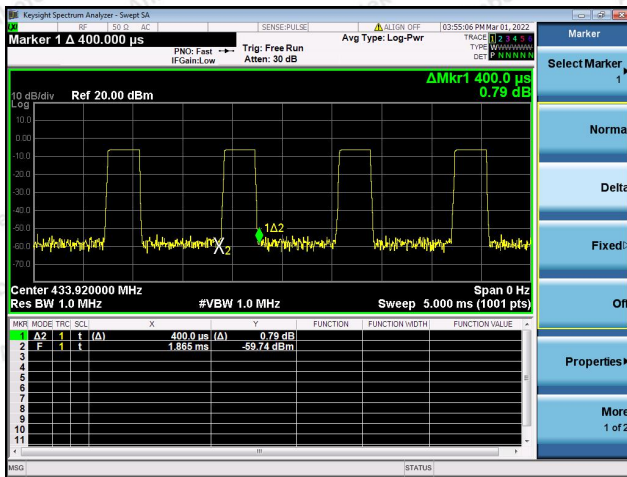 Keysight Spectrum Analyzer - Swept SA
RF 50 Ω AC SENSE:PULSE ALIGN OFF 03:55:06 PM Mar 01, 2022
Marker 1 Δ 400.000 µs
PNO: Fast
IFGain:Low
Trig: Free Run
Atten: 30 dB
Avg Type: Log-Pwr
TRACE 1 2 3 4 5 6
TYPE W
DET P N N N N N
ΔMkr1 400.0 µs
0.79 dB
10 dB/div Ref 20.00 dBm
Log
10.0
0.00
-10.0
-20.0
-30.0
-40.0
-50.0
-60.0
-70.0
1Δ2
X2
Center 433.920000 MHz Span 0 Hz
Res BW 1.0 MHz #VBW 1.0 MHz Sweep 5.000 ms (1001 pts)
MKR MODE TRC SCL X Y FUNCTION FUNCTION WIDTH FUNCTION VALUE
1 Δ2 1 t (Δ) 400.0 µs (Δ) 0.79 dB
2 F 1 t 1.865 ms -59.74 dBm
3
4
5
6
7
8
9
10
11
MSG STATUS
Marker
Select Marker
1
Norma
Delta
Fixed
Off
Properties
More
1 of 2